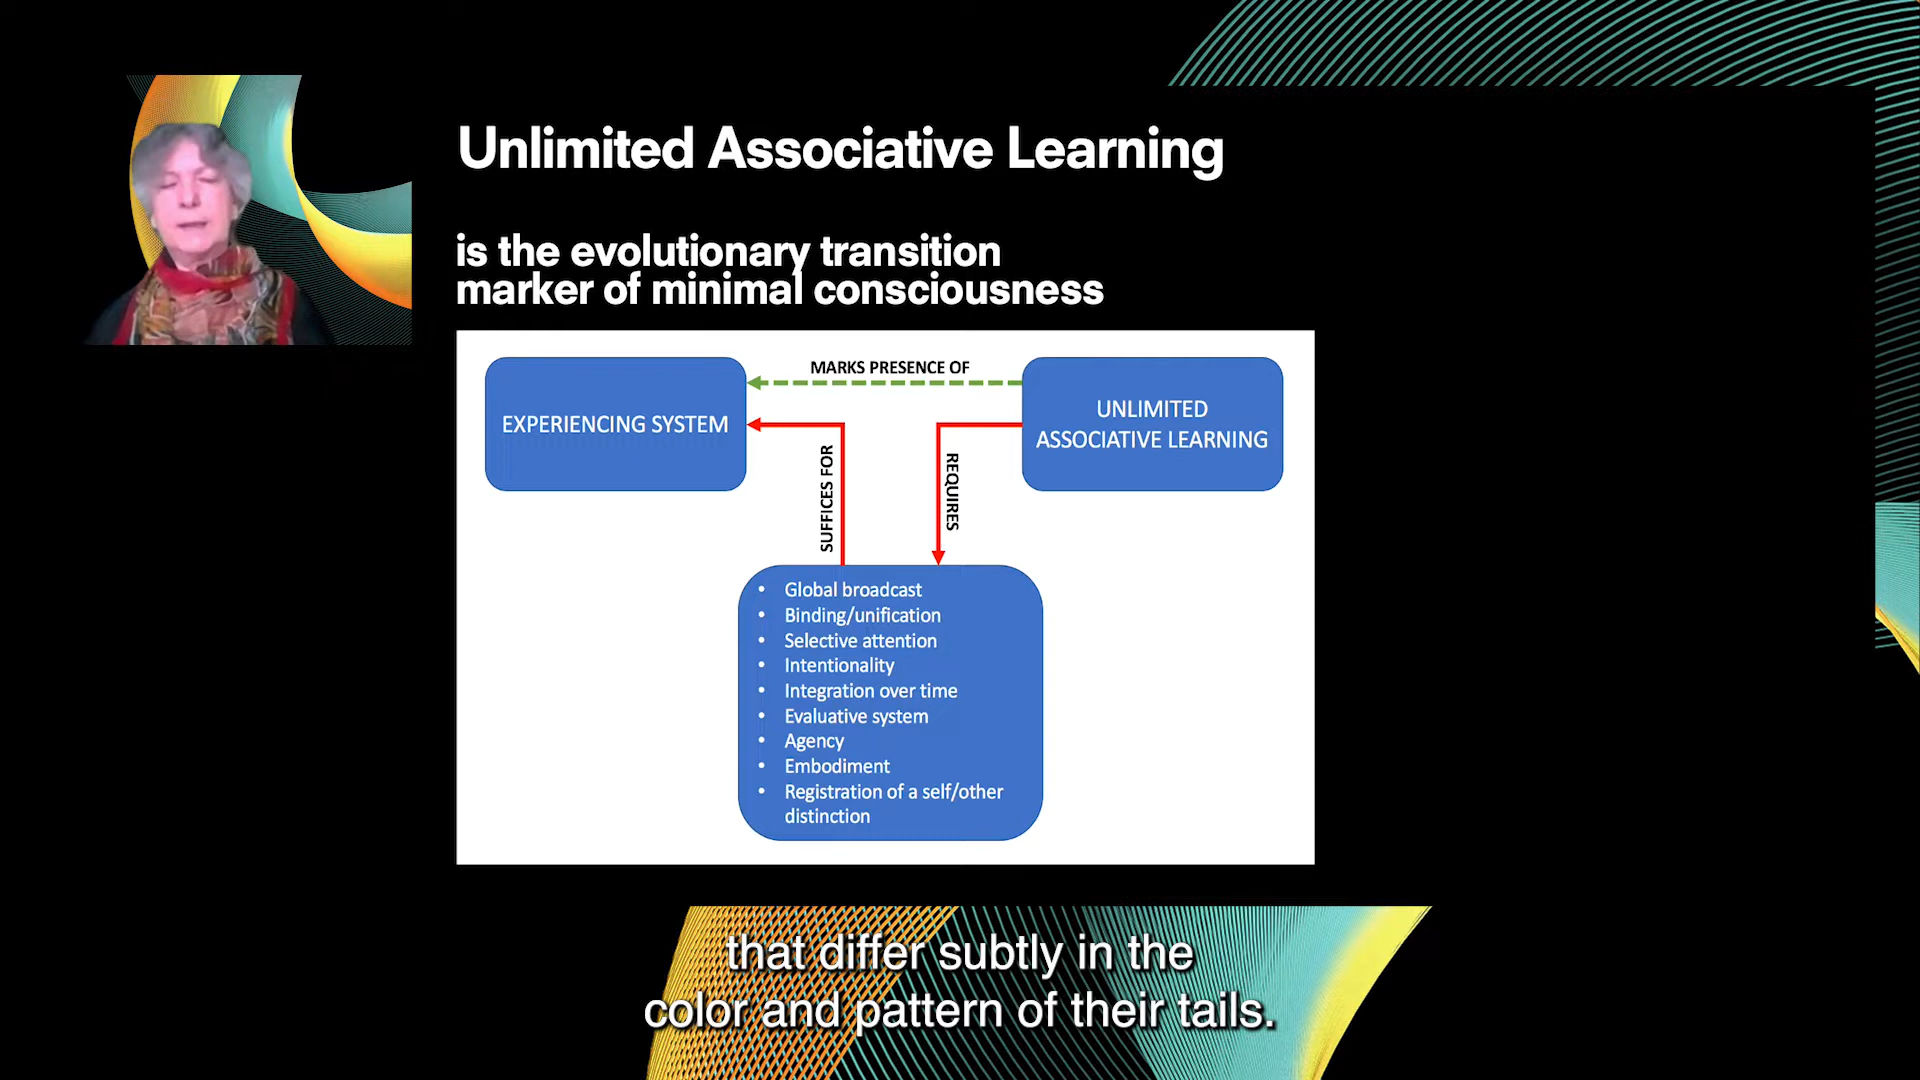 Unlimited Associative Learning
is the evolutionary transition
marker of minimal consciousness
MARKS PRESENCE OF
EXPERIENCING SYSTEM
UNLIMITED
ASSOCIATIVE LEARNING
SUFFICES FOR
REQUIRES
• Global broadcast
• Binding/unification
• Selective attention
• Intentionality
• Integration over time
• Evaluative system
• Agency
• Embodiment
• Registration of a self/other
distinction
that differ subtly in the
color and pattern of their tails.